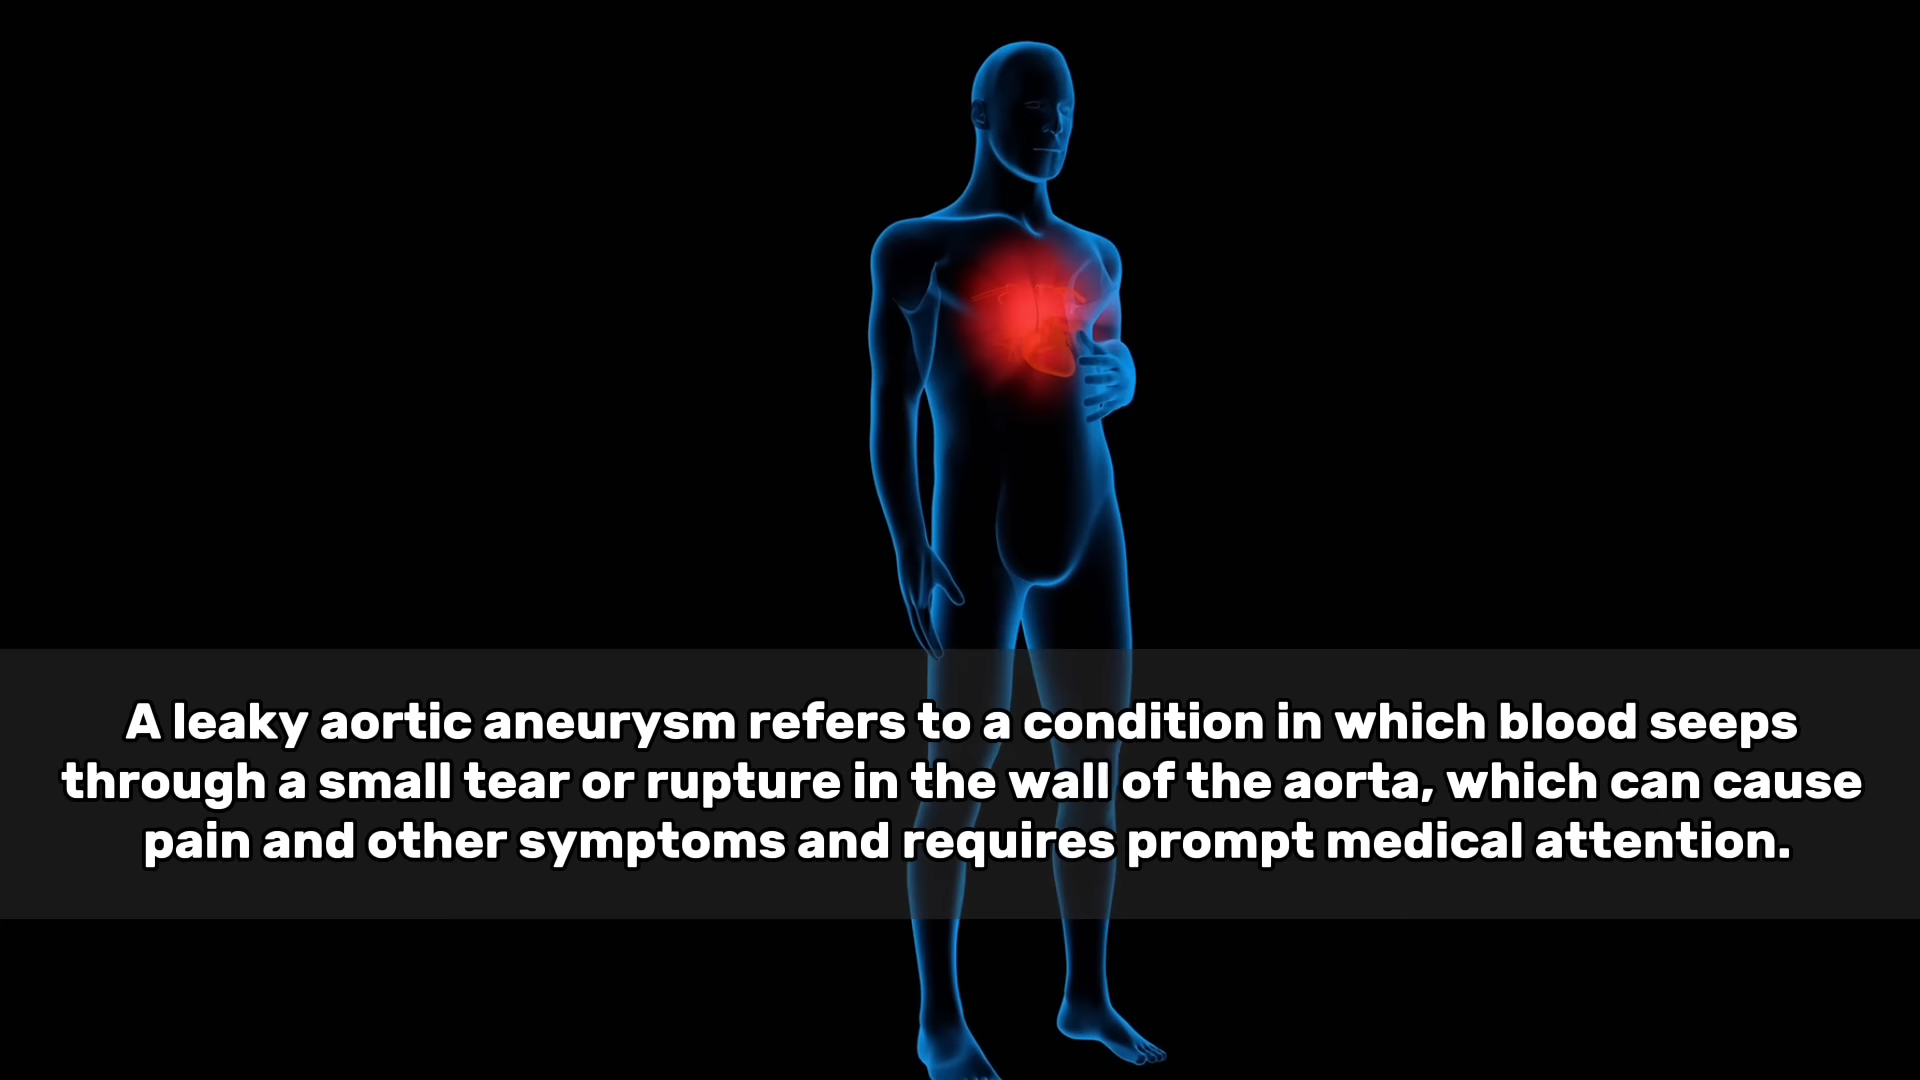 A leaky aortic aneurysm refers to a condition in which blood seeps
through a small tear or rupture in the wall of the aorta, which can cause
pain and other symptoms and requires prompt medical attention.